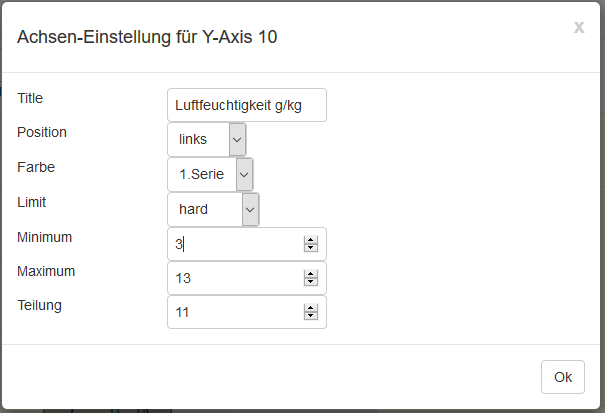 Achsen-Einstellung für Y-Axis 10 x
Title Luftfeuchtigkeit g/kg
Position links
Farbe 1.Serie
Limit hard
Minimum 3
Maximum 13
Teilung 11
Ok